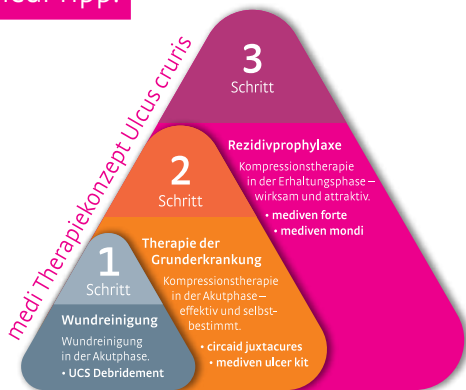 Tipp:
medi Therapiekonzept Ulcus cruris
3
Schritt
Rezidivprophylaxe
Kompressionstherapie
in der Erhaltungsphase –
wirksam und attraktiv.
• mediven forte
• mediven mondi
2
Schritt
Therapie der
Grunderkrankung
Kompressionstherapie
in der Akutphase –
effektiv und selbst-
bestimmt.
• circaid juxtacures
• mediven ulcer kit
1
Schritt
Wundreinigung
Wundreinigung
in der Akutphase.
• UCS Debridement